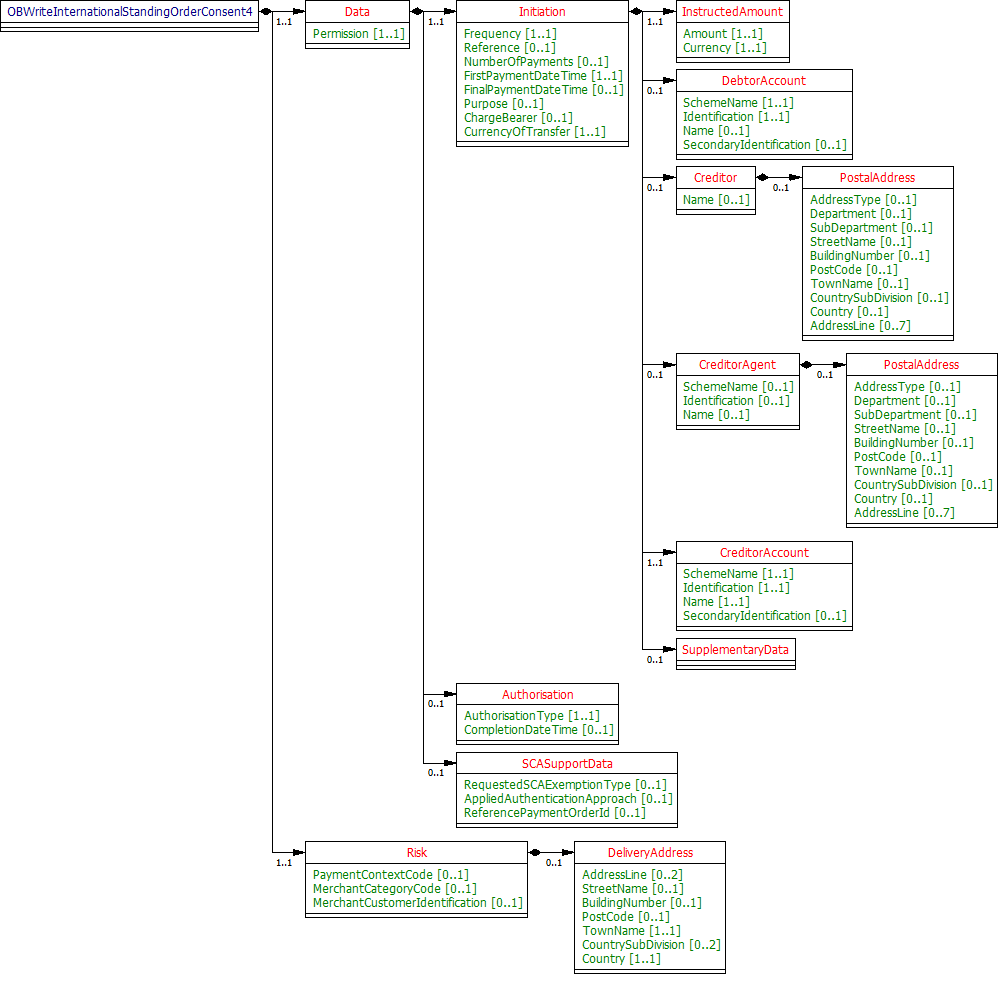 OBWriteInternationalStandingOrderConsent4
1..1
Data
Permission [1..1]
1..1
Initiation
Frequency [1..1]
Reference [0..1]
NumberOfPayments [0..1]
FirstPaymentDateTime [1..1]
FinalPaymentDateTime [0..1]
Purpose [0..1]
ChargeBearer [0..1]
CurrencyOfTransfer [1..1]
1..1
InstructedAmount
Amount [1..1]
Currency [1..1]
0..1
DebtorAccount
SchemeName [1..1]
Identification [1..1]
Name [0..1]
SecondaryIdentification [0..1]
0..1
Creditor
Name [0..1]
0..1
PostalAddress
AddressType [0..1]
Department [0..1]
SubDepartment [0..1]
StreetName [0..1]
BuildingNumber [0..1]
PostCode [0..1]
TownName [0..1]
CountrySubDivision [0..1]
Country [0..1]
AddressLine [0..7]
0..1
CreditorAgent
SchemeName [0..1]
Identification [0..1]
Name [0..1]
0..1
PostalAddress
AddressType [0..1]
Department [0..1]
SubDepartment [0..1]
StreetName [0..1]
BuildingNumber [0..1]
PostCode [0..1]
TownName [0..1]
CountrySubDivision [0..1]
Country [0..1]
AddressLine [0..7]
1..1
CreditorAccount
SchemeName [1..1]
Identification [1..1]
Name [1..1]
SecondaryIdentification [0..1]
0..1
SupplementaryData
0..1
Authorisation
AuthorisationType [1..1]
CompletionDateTime [0..1]
0..1
SCASupportData
RequestedSCAExemptionType [0..1]
AppliedAuthenticationApproach [0..1]
ReferencePaymentOrderId [0..1]
1..1
Risk
PaymentContextCode [0..1]
MerchantCategoryCode [0..1]
MerchantCustomerIdentification [0..1]
0..1
DeliveryAddress
AddressLine [0..2]
StreetName [0..1]
BuildingNumber [0..1]
PostCode [0..1]
TownName [1..1]
CountrySubDivision [0..2]
Country [1..1]